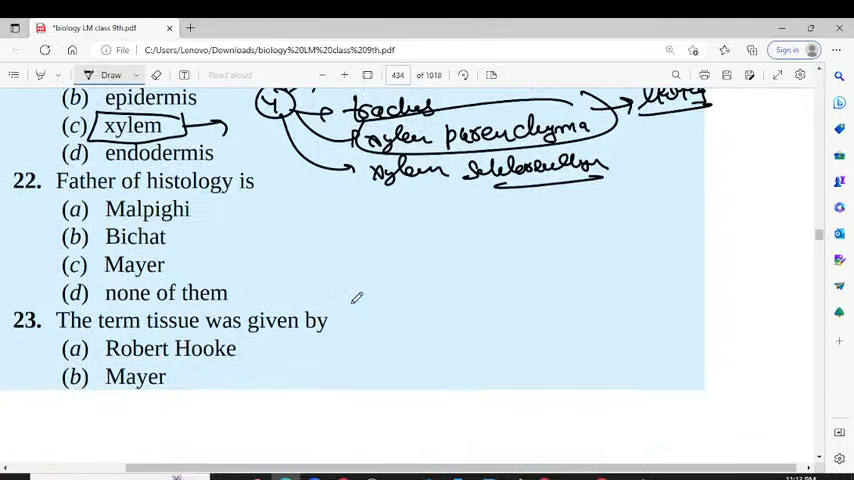 *biology LM class 9th.pdf
File
C:/Users/Lenovo/Downloads/biology%20LM%20class%209th.pdf
Sign in
Draw
Read aloud
434 of 1018
(b) epidermis
(c) xylem
(d) endodermis
4
xylem parenchyma
xylem
22. Father of histology is
(a) Malpighi
(b) Bichat
(c) Mayer
(d) none of them
23. The term tissue was given by
(a) Robert Hooke
(b) Mayer